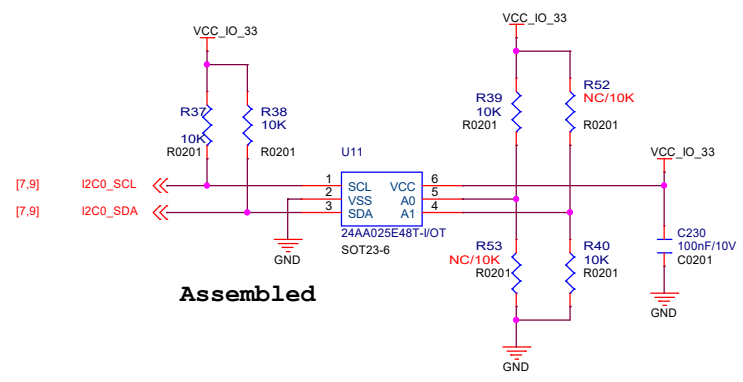 VCC_IO_33
VCC_IO_33
R37
10K
R0201
R38
10K
R0201
R39
10K
R0201
R52
NC/10K
R0201
U11
VCC_IO_33
[7,9] I2C0_SCL
1 SCL VCC 6
2 VSS A0 5
[7,9] I2C0_SDA
3 SDA A1 4
24AA025E48T-I/OT
SOT23-6
GND
R53
NC/10K
R0201
R40
10K
R0201
C230
100nF/10V
C0201
GND
Assembled
GND